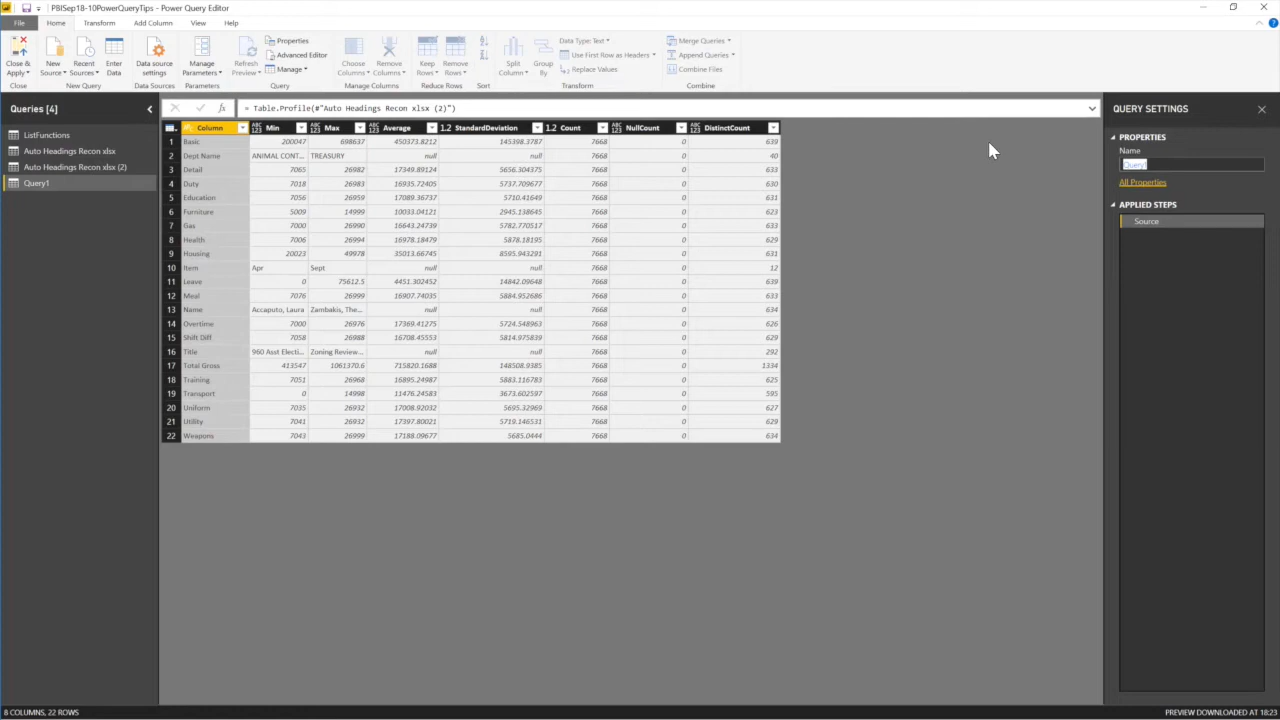 PBISep18-10PowerQueryTips - Power Query Editor
File Home Transform Add Column View Help
Close & Apply New Source Recent Sources Enter Data Data source settings Manage Parameters Refresh Preview Properties Advanced Editor Manage Choose Columns Remove Columns Keep Rows Remove Rows Split Column Group By Data Type: Text Use First Row as Headers Replace Values Merge Queries Append Queries Combine Files
Close New Query Data Sources Parameters Query Manage Columns Reduce Rows Sort Transform Combine
Queries [4]
ListFunctions
Auto Headings Recon xlsx
Auto Headings Recon xlsx (2)
Query1
fx = Table.Profile(#"Auto Headings Recon xlsx (2)")
Column Min Max Average StandardDeviation Count NullCount DistinctCount
1 Basic 200047 698637 450373.8212 145398.3787 7668 0 639
2 Dept Name ANIMAL CONT... TREASURY null null 7668 0 40
3 Detail 7065 26982 17349.89124 5656.304375 7668 0 633
4 Duty 7018 26983 16935.72405 5737.709677 7668 0 630
5 Education 7056 26959 17089.36737 5710.41649 7668 0 631
6 Furniture 5009 14999 10033.04121 2945.138645 7668 0 623
7 Gas 7000 26990 16643.24739 5782.770517 7668 0 633
8 Health 7006 26994 16978.18479 5878.18195 7668 0 629
9 Housing 20023 49978 35013.66745 8595.943291 7668 0 631
10 Item Apr Sept null null 7668 0 12
11 Leave 0 75612.5 4451.302452 14842.09648 7668 0 639
12 Meal 7076 26999 16907.74035 5884.952686 7668 0 633
13 Name Accaputo, Laura Zambakis, The... null null 7668 0 634
14 Overtime 7000 26976 17369.41275 5724.548963 7668 0 626
15 Shift Diff 7058 26988 16708.45553 5814.975839 7668 0 629
16 Title 960 Asst Electi... Zoning Review... null null 7668 0 292
17 Total Gross 413547 1061370.6 715820.1688 148508.9385 7668 0 1334
18 Training 7051 26968 16895.24987 5883.116783 7668 0 625
19 Transport 0 14998 11476.24583 3673.602597 7668 0 595
20 Uniform 7035 26932 17008.92032 5695.32969 7668 0 627
21 Utility 7041 26932 17397.80021 5719.146531 7668 0 629
22 Weapons 7043 26999 17188.09677 5685.0444 7668 0 634
QUERY SETTINGS
PROPERTIES
Name
Query1
All Properties
APPLIED STEPS
Source
8 COLUMNS, 22 ROWS
PREVIEW DOWNLOADED AT 18:23